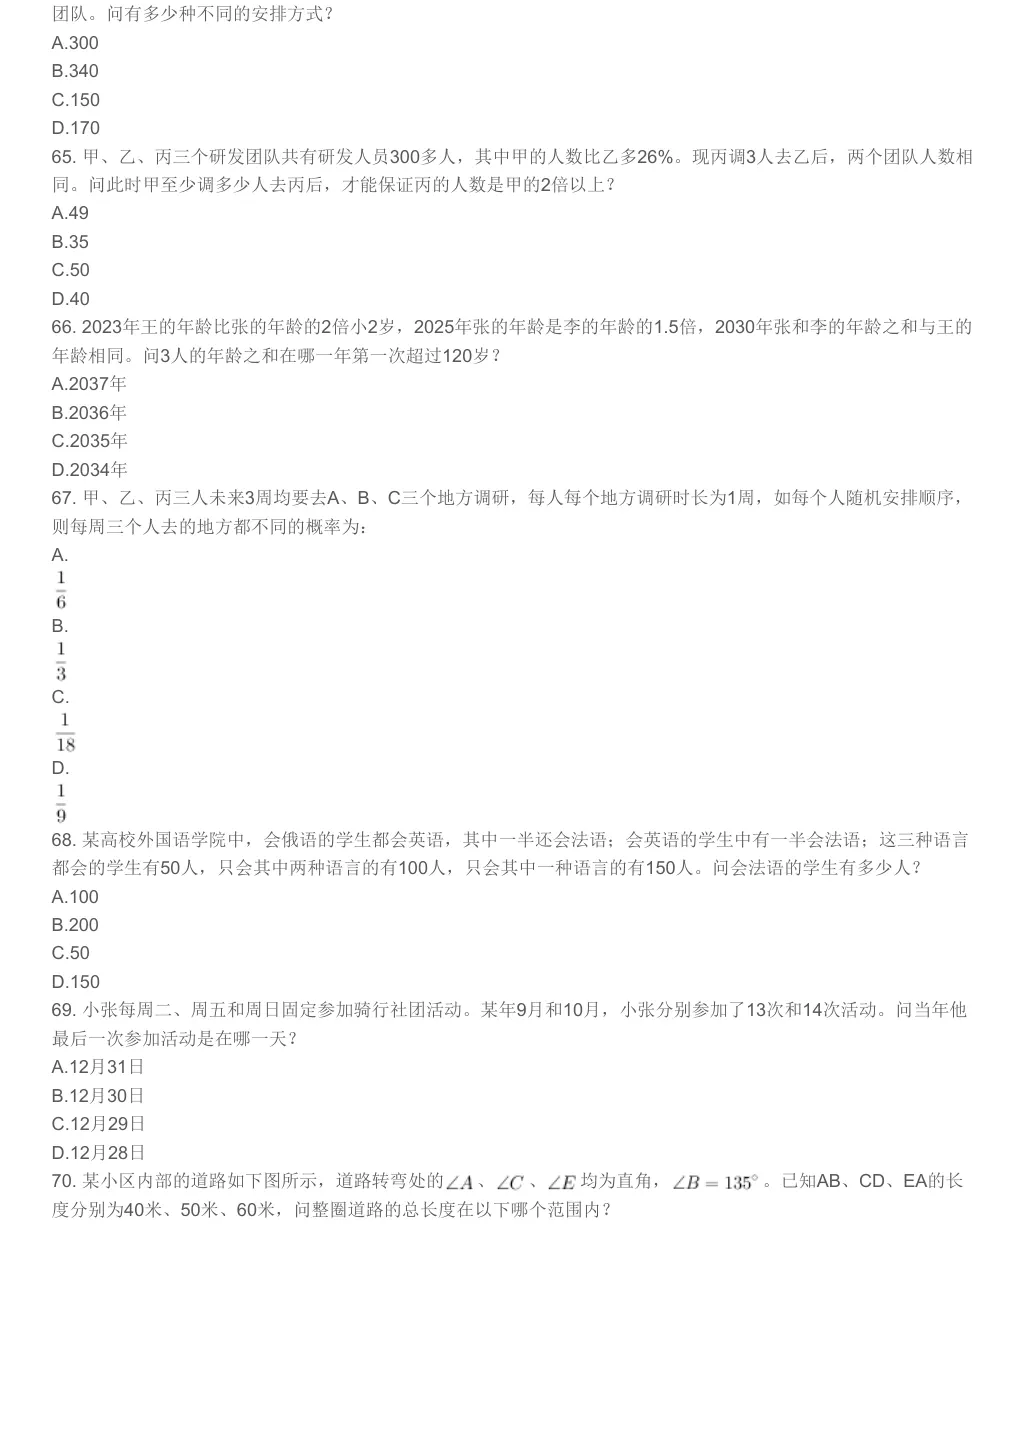 团队。问有多少种不同的安排方式？
A.300
B.340
C.150
D.170
65. 甲、乙、丙三个研发团队共有研发人员300多人，其中甲的人数比乙多26%。现丙调3人去乙后，两个团队人数相
同。问此时甲至少调多少人去丙后，才能保证丙的人数是甲的2倍以上？
A.49
B.35
C.50
D.40
66. 2023年王的年龄比张的年龄的2倍小2岁，2025年张的年龄是李的年龄的1.5倍，2030年张和李的年龄之和与王的
年龄相同。问3人的年龄之和在哪一年第一次超过120岁？
A.2037年
B.2036年
C.2035年
D.2034年
67. 甲、乙、丙三人未来3周均要去A、B、C三个地方调研，每人每个地方调研时长为1周，如每个人随机安排顺序，
则每周三个人去的地方都不同的概率为：
A.
1/6
B.
1/3
C.
1/18
D.
1/9
68. 某高校外国语学院中，会俄语的学生都会英语，其中一半还会法语；会英语的学生中有一半会法语；这三种语言
都会的学生有50人，只会其中两种语言的有100人，只会其中一种语言的有150人。问会法语的学生有多少人？
A.100
B.200
C.50
D.150
69. 小张每周二、周五和周日固定参加骑行社团活动。某年9月和10月，小张分别参加了13次和14次活动。问当年他
最后一次参加活动是在哪一天？
A.12月31日
B.12月30日
C.12月29日
D.12月28日
70. 某小区内部的道路如下图所示，道路转弯处的∠A、∠C、∠E均为直角，∠B = 135°。已知AB、CD、EA的长
度分别为40米、50米、60米，问整圈道路的总长度在以下哪个范围内？